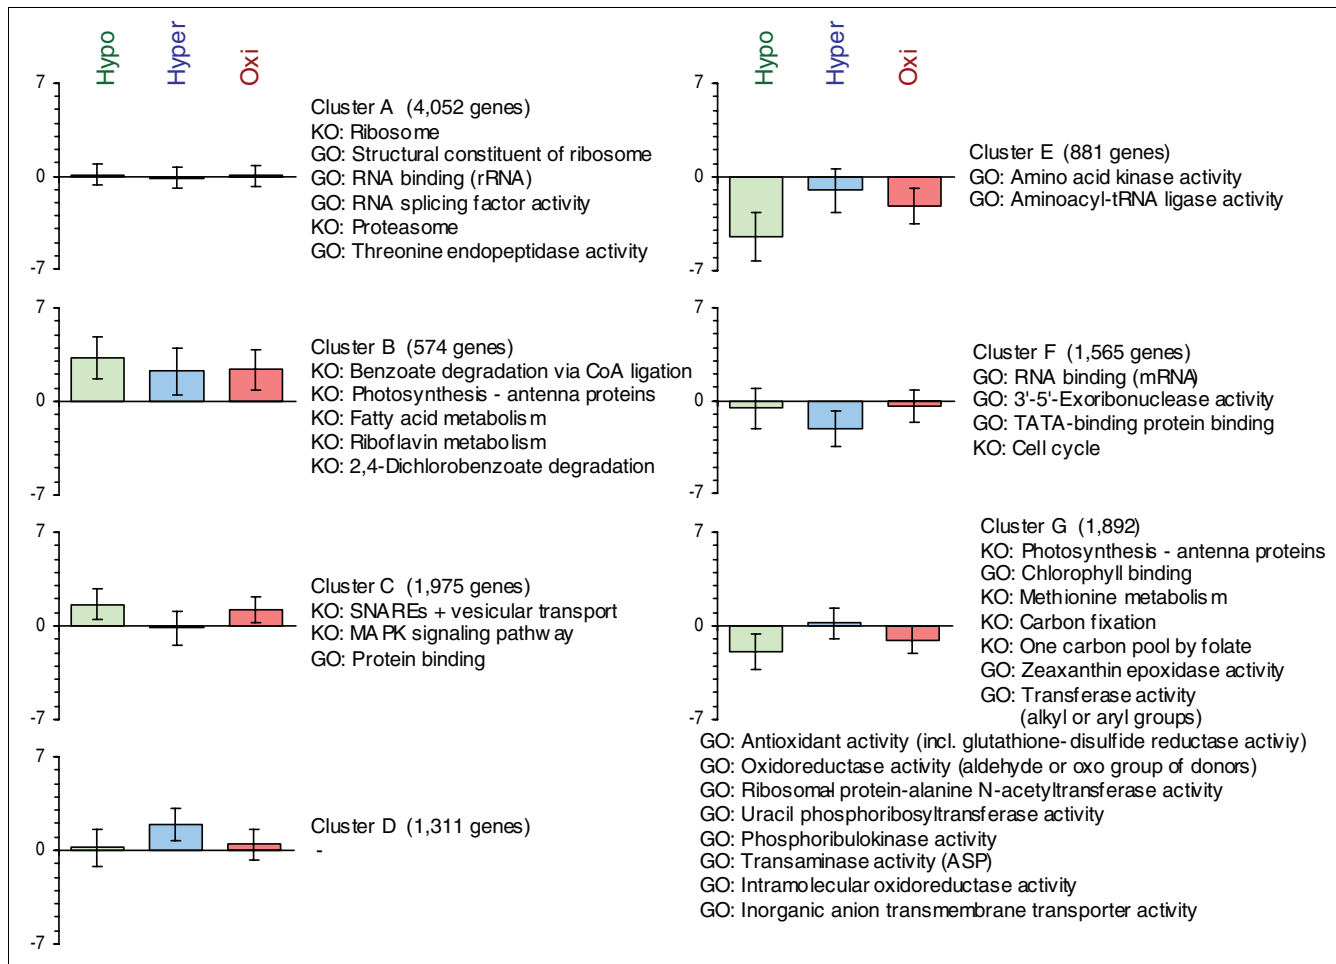 Hypo
Hyper
Oxi
7
0
-7
Cluster A (4,052 genes)
KO: Ribosome
GO: Structural constituent of ribosome
GO: RNA binding (rRNA)
GO: RNA splicing factor activity
KO: Proteasome
GO: Threonine endopeptidase activity
7
0
-7
Cluster B (574 genes)
KO: Benzoate degradation via CoA ligation
KO: Photosynthesis - antenna proteins
KO: Fatty acid metabolism
KO: Riboflavin metabolism
KO: 2,4-Dichlorobenzoate degradation
7
0
-7
Cluster C (1,975 genes)
KO: SNAREs + vesicular transport
KO: MAPK signaling pathway
GO: Protein binding
7
0
-7
Cluster D (1,311 genes)
-
Hypo
Hyper
Oxi
7
0
-7
Cluster E (881 genes)
GO: Amino acid kinase activity
GO: Aminoacyl-tRNA ligase activity
7
0
-7
Cluster F (1,565 genes)
GO: RNA binding (mRNA)
GO: 3'-5'-Exoribonuclease activity
GO: TATA-binding protein binding
KO: Cell cycle
7
0
-7
Cluster G (1,892)
KO: Photosynthesis - antenna proteins
GO: Chlorophyll binding
KO: Methionine metabolism
KO: Carbon fixation
KO: One carbon pool by folate
GO: Zeaxanthin epoxidase activity
GO: Transferase activity
(alkyl or aryl groups)
GO: Antioxidant activity (incl. glutathione-disulfide reductase activiy)
GO: Oxidoreductase activity (aldehyde or oxo group of donors)
GO: Ribosomal-protein-alanine N-acetyltransferase activity
GO: Uracil phosphoribosyltransferase activity
GO: Phosphoribulokinase activity
GO: Transaminase activity (ASP)
GO: Intramolecular oxidoreductase activity
GO: Inorganic anion transmembrane transporter activity